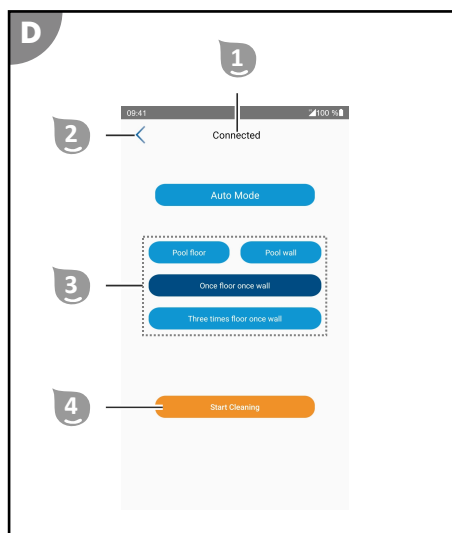 D
1
09:41 100 %
2 Connected
Auto Mode
Pool floor Pool wall
3 Once floor once wall
Three times floor once wall
4 Start Cleaning